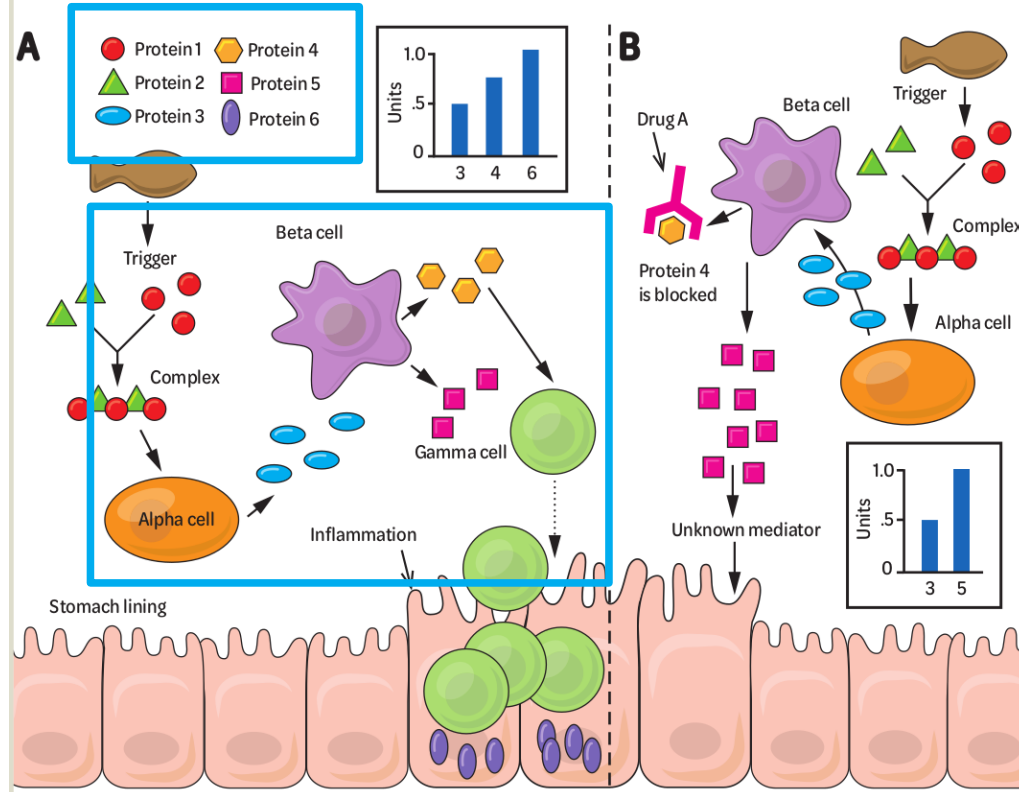 A
Protein 1
Protein 4
Protein 2
Protein 5
Protein 3
Protein 6
Units
1.0
.5
0
3 4 6
Trigger
Beta cell
Complex
Gamma cell
Alpha cell
Inflammation
Stomach lining
B
Trigger
Beta cell
Drug A
Complex
Protein 4
is blocked
Alpha cell
Unknown mediator
Units
1.0
.5
0
3 5